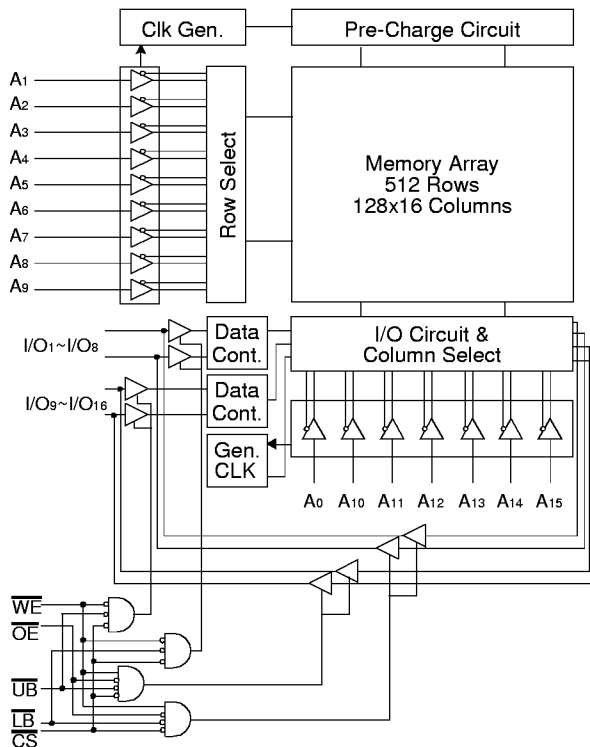 Clk Gen.
Pre-Charge Circuit
A1
A2
A3
A4
A5
A6
A7
A8
A9
Row Select
Memory Array
512 Rows
128x16 Columns
I/O1~I/O8
Data
Cont.
I/O Circuit &
Column Select
I/O9~I/O16
Data
Cont.
Gen.
CLK
A0 A10 A11 A12 A13 A14 A15
WE
OE
UB
LB
CS